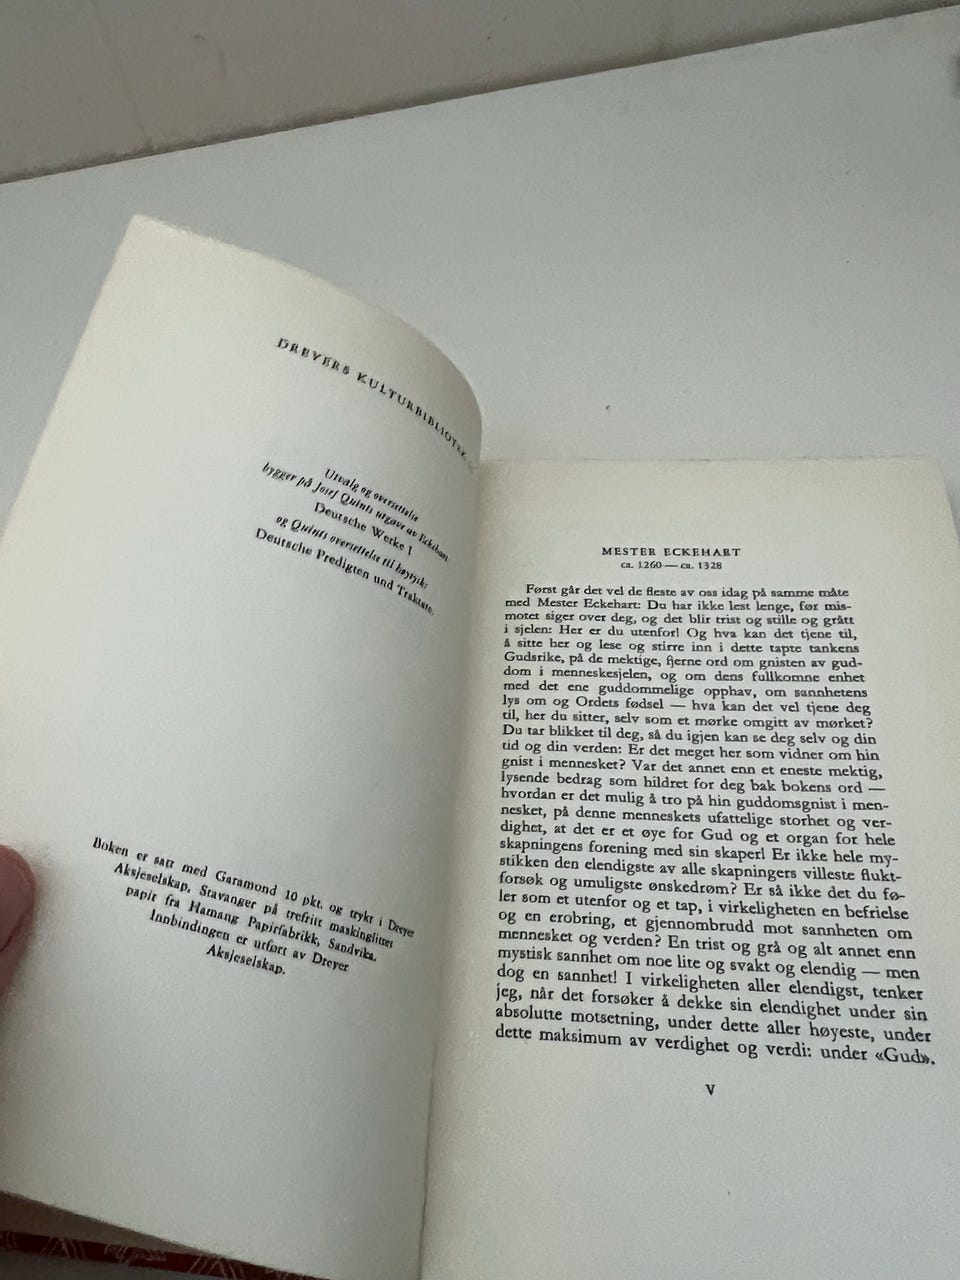 DREYERS KULTURBIBLIOTEK
Utvalg og oversettelse
bygger på Josef Quints utgave av Eckehart:
Deutsche Werke I
og Quints oversettelse til høytysk:
Deutsche Predigten und Traktate.
Boken er satt med Garamond 10 pkt. og trykt i Dreyer
Aksjeselskap, Stavanger på trefritt maskinglittet
papir fra Hamang Papirfabrikk, Sandvika.
Innbindingen er utført av Dreyer
Aksjeselskap.
MESTER ECKEHART
ca. 1260 — ca. 1328
Først går det vel de fleste av oss idag på samme måte
med Mester Eckehart: Du har ikke lest lenge, før mis-
motet siger over deg, og det blir trist og stille og grått
i sjelen: Her er du utenfor! Og hva kan det tjene til,
å sitte her og lese og stirre inn i dette tapte tankens
Gudsrike, på de mektige, fjerne ord om gnisten av gud-
dom i menneskesjelen, og om dens fullkomne enhet
med det ene guddommelige opphav, om sannhetens
lys om og Ordets fødsel — hva kan det vel tjene deg
til, her du sitter, selv som et mørke omgitt av mørket?
Du tar blikket til deg, så du igjen kan se deg selv og din
tid og din verden: Er det meget her som vidner om hin
gnist i mennesket? Var det annet enn et eneste mektig,
lysende bedrag som hildret for deg bak bokens ord —
hvordan er det mulig å tro på hin guddomsgnist i men-
nesket, på denne menneskets ufattelige storhet og ver-
dighet, at det er et øye for Gud og et organ for hele
skapningens forening med sin skaper! Er ikke hele my-
stikken den elendigste av alle skapningers villeste flukt-
forsøk og umuligste ønskedrøm? Er så ikke det du fø-
ler som et utenfor og et tap, i virkeligheten en befrielse
og en erobring, et gjennombrudd mot sannheten om
mennesket og verden? En trist og grå og alt annet enn
mystisk sannhet om noe lite og svakt og elendig — men
dog en sannhet! I virkeligheten aller elendigst, tenker
jeg, når det forsøker å dekke sin elendighet under sin
absolutte motsetning, under dette aller høyeste, under
dette maksimum av verdighet og verdi: under «Gud».
V